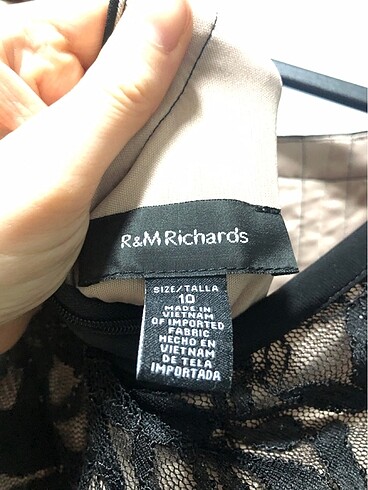 R&M Richards
SIZE/TALLA
10
MADE IN
VIETNAM
OF IMPORTED
FABRIC
HECHO EN
VIETNAM
DE TELA
IMPORTADA